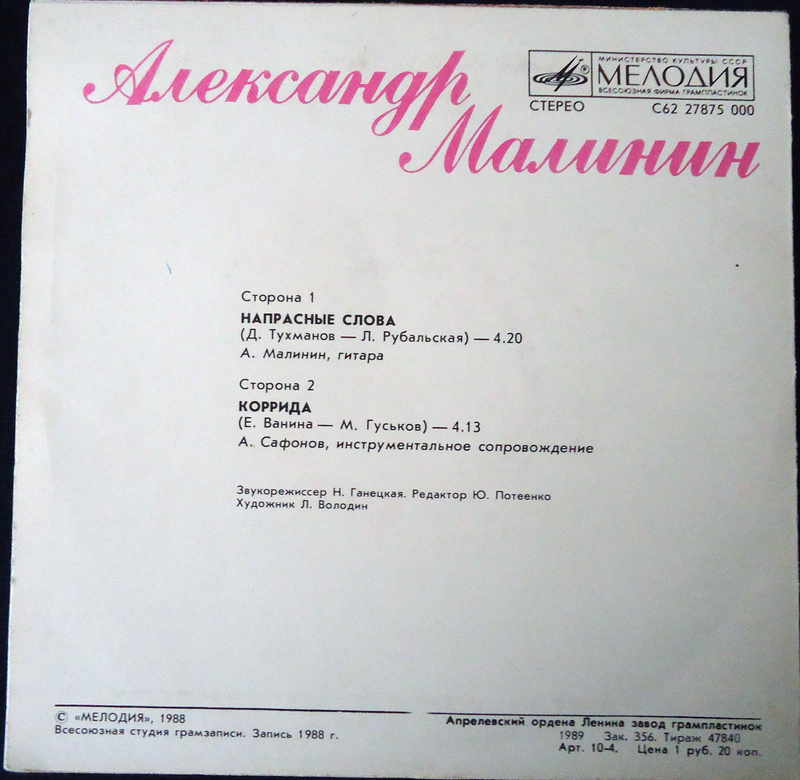 Александр
Малинин
МИНИСТЕРСТВО КУЛЬТУРЫ СССР
МЕЛОДИЯ
ВСЕСОЮЗНАЯ ФИРМА ГРАМПЛАСТИНОК
СТЕРЕО
С62 27875 000
Сторона 1
НАПРАСНЫЕ СЛОВА
(Д. Тухманов — Л. Рубальская) — 4.20
А. Малинин, гитара
Сторона 2
КОРРИДА
(Е. Ванина — М. Гуськов) — 4.13
А. Сафонов, инструментальное сопровождение
Звукорежиссер Н. Ганецкая. Редактор Ю. Потеенко
Художник Л. Володин
© «МЕЛОДИЯ», 1988
Всесоюзная студия грамзаписи. Запись 1988 г.
Апрелевский ордена Ленина завод грампластинок
1989 Зак. 356. Тираж 47840
Арт. 10-4. Цена 1 руб. 20 коп.